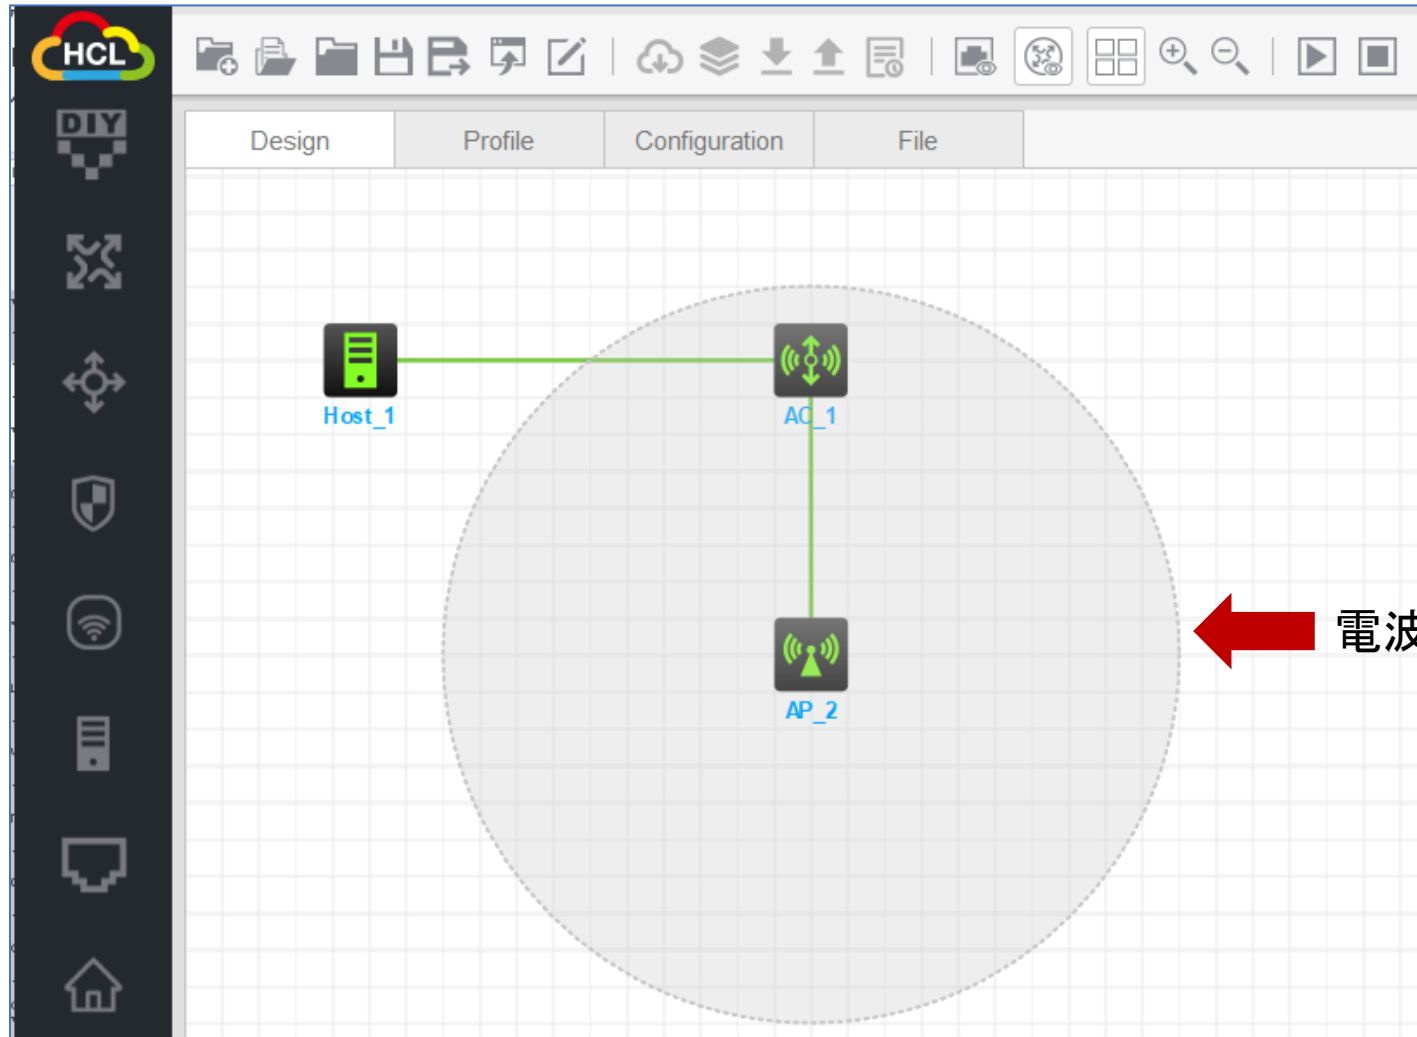 HCL
DIY
Design
Profile
Configuration
File
Host_1
AC_1
電波
AP_2